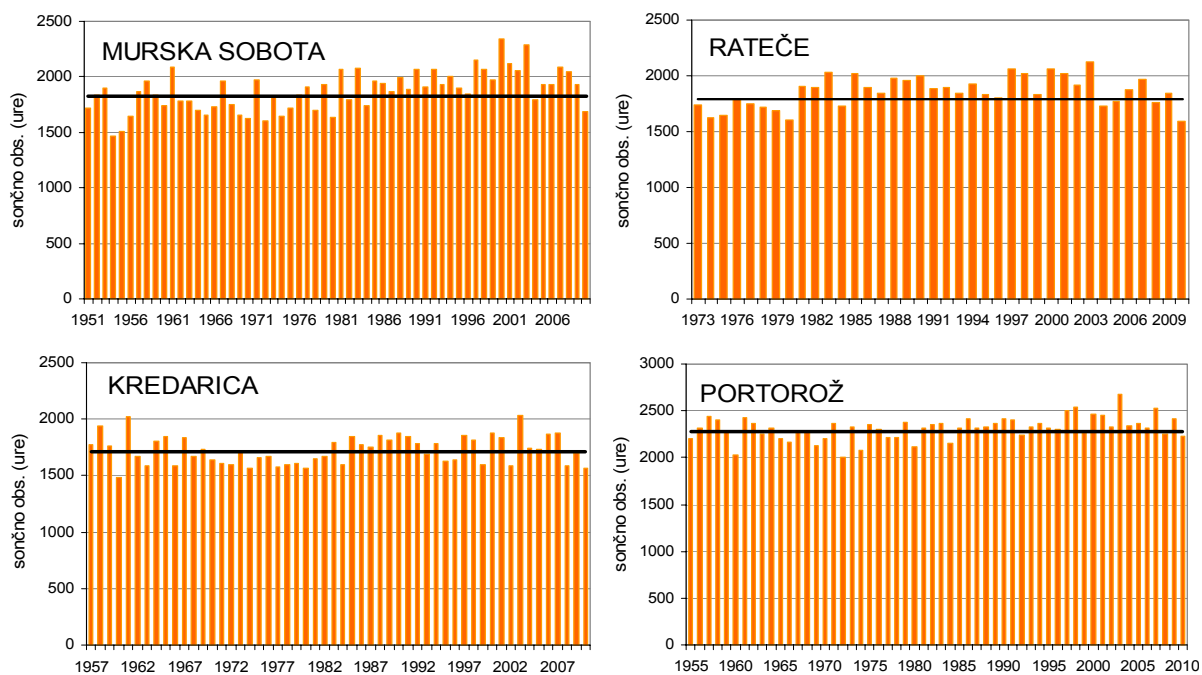 MURSKA SOBOTA
sončno obs. (ure)
2500
2000
1500
1000
500
0
1951 1956 1961 1966 1971 1976 1981 1986 1991 1996 2001 2006
RATEČE
sončno obs. (ure)
2500
2000
1500
1000
500
0
1973 1976 1979 1982 1985 1988 1991 1994 1997 2000 2003 2006 2009
KREDARICA
sončno obs. (ure)
2500
2000
1500
1000
500
0
1957 1962 1967 1972 1977 1982 1987 1992 1997 2002 2007
PORTOROŽ
sončno obs. (ure)
3000
2500
2000
1500
1000
500
0
1955 1960 1965 1970 1975 1980 1985 1990 1995 2000 2005 2010